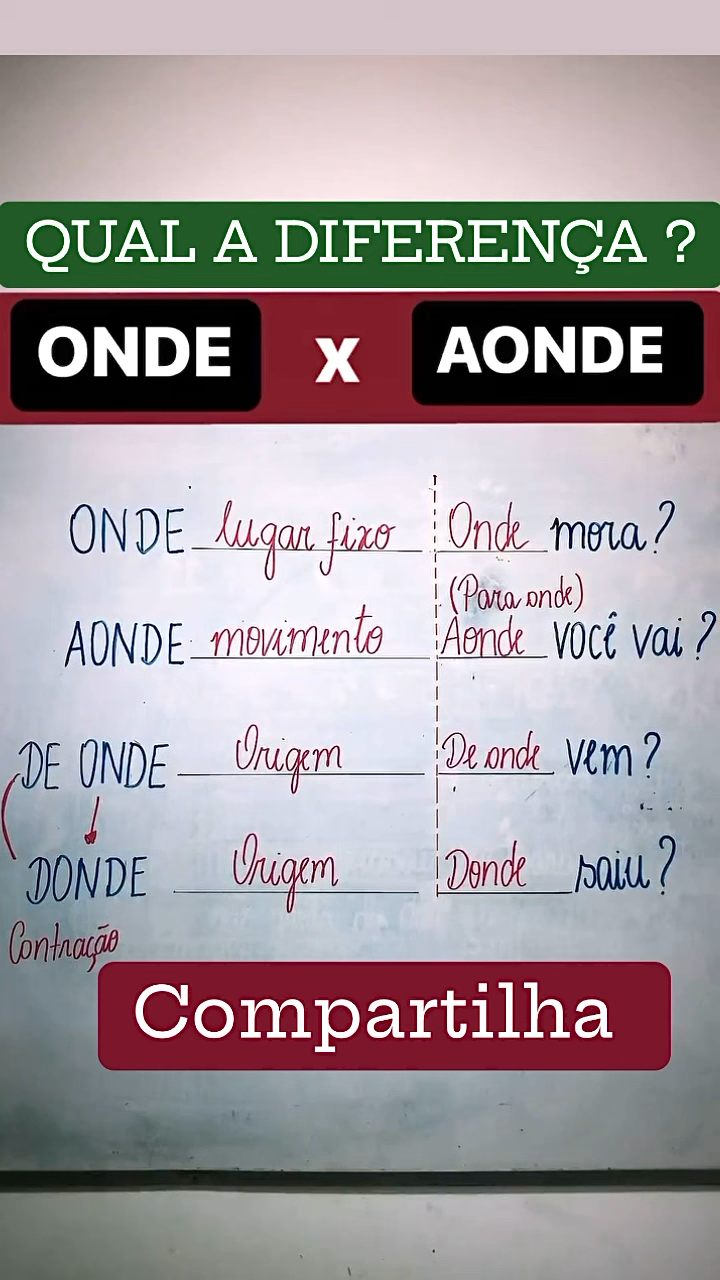 QUAL A DIFERENÇA ?
ONDE x AONDE
ONDE lugar fixo Onde mora?
(Para onde)
AONDE movimento Aonde você vai?
DE ONDE Origem De onde vem?
DONDE Origem Donde saiu?
Contração
Compartilha